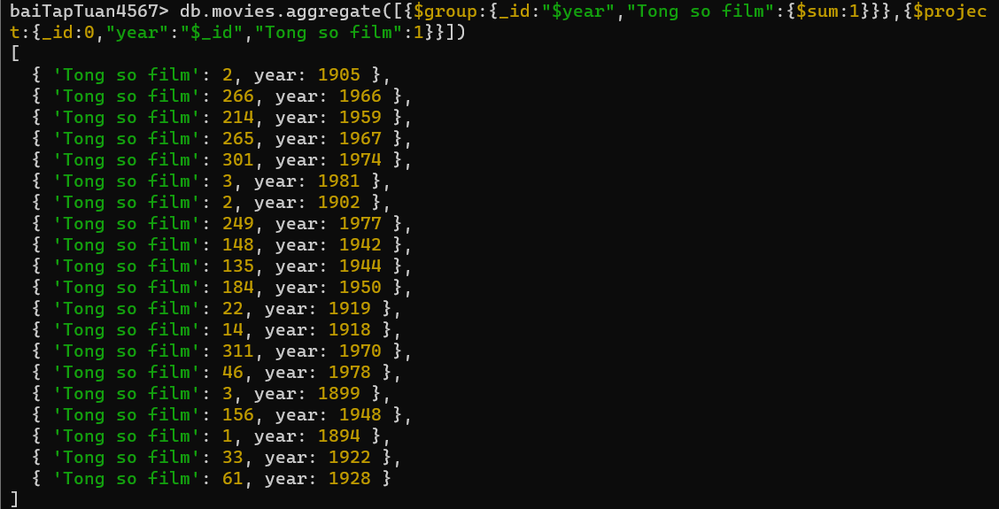 baiTapTuan4567> db.movies.aggregate([{$group:{_id:"$year","Tong so film":{$sum:1}}},{$projec
t:{_id:0,"year":"$_id","Tong so film":1}}])
[
  { 'Tong so film': 2, year: 1905 },
  { 'Tong so film': 266, year: 1966 },
  { 'Tong so film': 214, year: 1959 },
  { 'Tong so film': 265, year: 1967 },
  { 'Tong so film': 301, year: 1974 },
  { 'Tong so film': 3, year: 1981 },
  { 'Tong so film': 2, year: 1902 },
  { 'Tong so film': 249, year: 1977 },
  { 'Tong so film': 148, year: 1942 },
  { 'Tong so film': 135, year: 1944 },
  { 'Tong so film': 184, year: 1950 },
  { 'Tong so film': 22, year: 1919 },
  { 'Tong so film': 14, year: 1918 },
  { 'Tong so film': 311, year: 1970 },
  { 'Tong so film': 46, year: 1978 },
  { 'Tong so film': 3, year: 1899 },
  { 'Tong so film': 156, year: 1948 },
  { 'Tong so film': 1, year: 1894 },
  { 'Tong so film': 33, year: 1922 },
  { 'Tong so film': 61, year: 1928 }
]